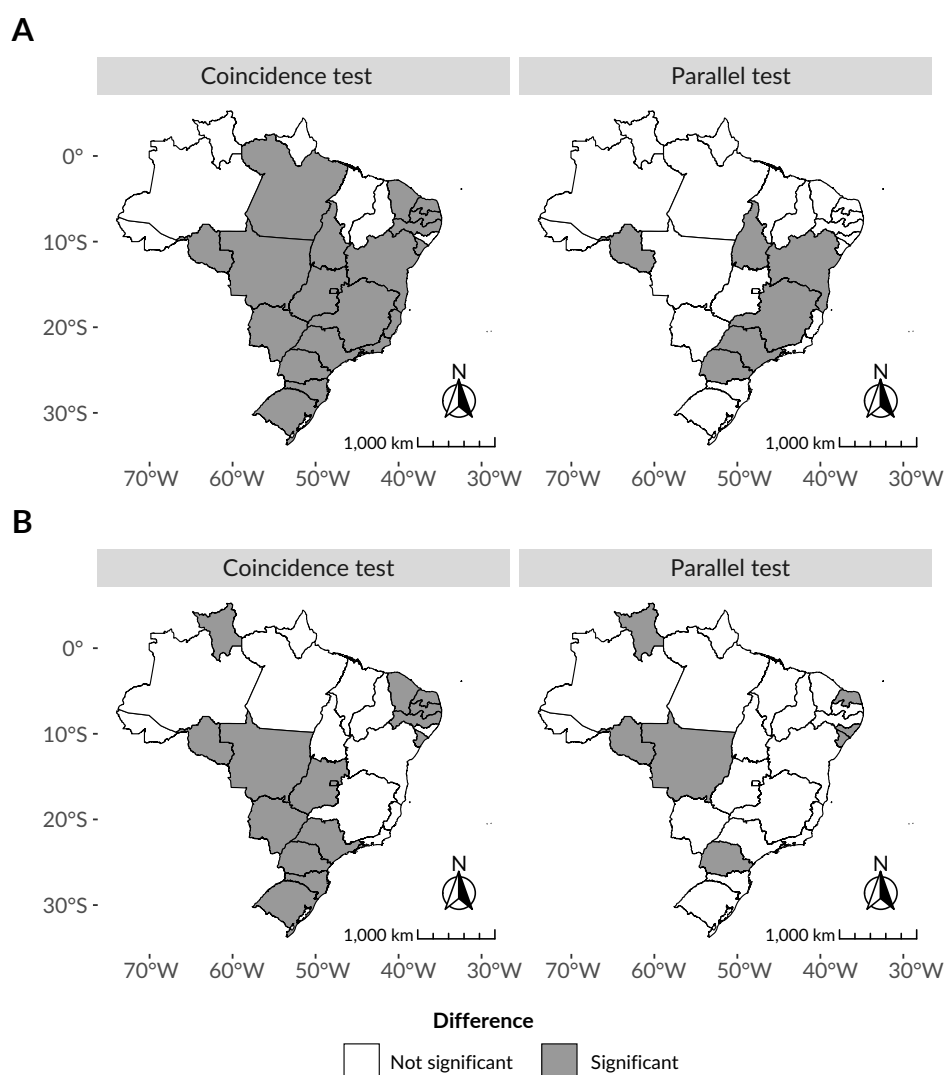 A
Coincidence test
Parallel test
0°
10°S
20°S
30°S
N
1,000 km
N
1,000 km
70°W 60°W 50°W 40°W 30°W
70°W 60°W 50°W 40°W 30°W
B
Coincidence test
Parallel test
0°
10°S
20°S
30°S
N
1,000 km
N
1,000 km
70°W 60°W 50°W 40°W 30°W
70°W 60°W 50°W 40°W 30°W
Difference
Not significant
Significant